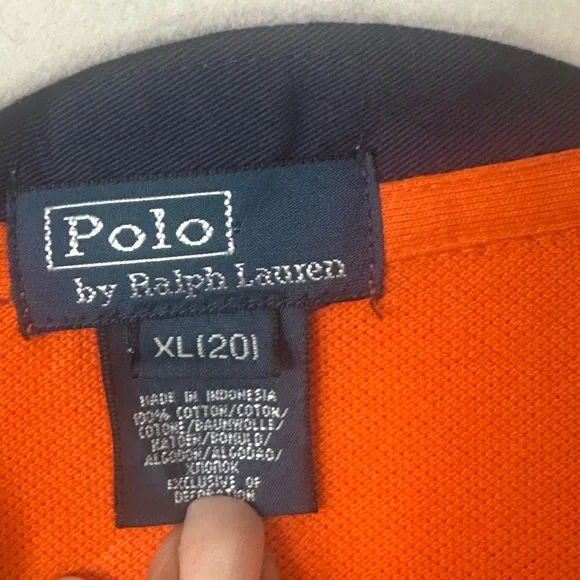 Polo
by Ralph Lauren
XL(20)
MADE IN INDONESIA
100% COTTON/COTON/
COTONE/BAUMWOLLE/
KATOEN/BOMULD/
ALGODON/ALGODAO/
ХЛОПОК
EXCLUSIVE OF
DECORATION